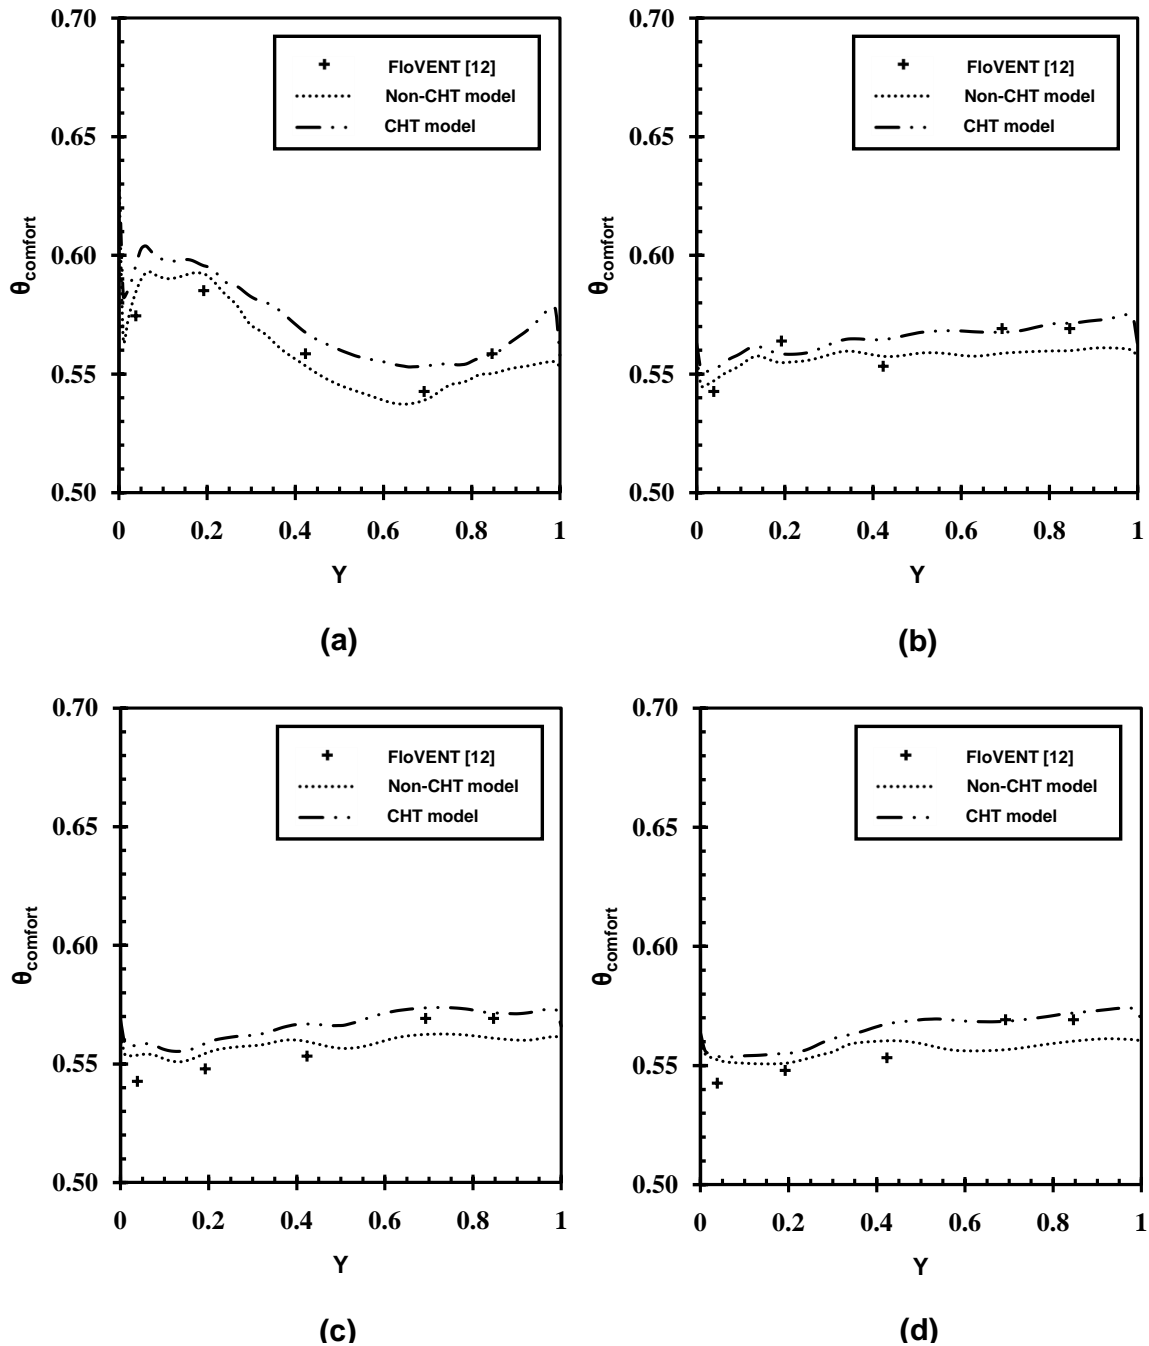 0.70
0.65
0.60
0.55
0.50
θcomfort
FloVENT [12]
Non-CHT model
CHT model
0 0.2 0.4 0.6 0.8 1
Y
(a)
0.70
0.65
0.60
0.55
0.50
θcomfort
FloVENT [12]
Non-CHT model
CHT model
0 0.2 0.4 0.6 0.8 1
Y
(b)
0.70
0.65
0.60
0.55
0.50
θcomfort
FloVENT [12]
Non-CHT model
CHT model
0 0.2 0.4 0.6 0.8 1
Y
(c)
0.70
0.65
0.60
0.55
0.50
θcomfort
FloVENT [12]
Non-CHT model
CHT model
0 0.2 0.4 0.6 0.8 1
Y
(d)